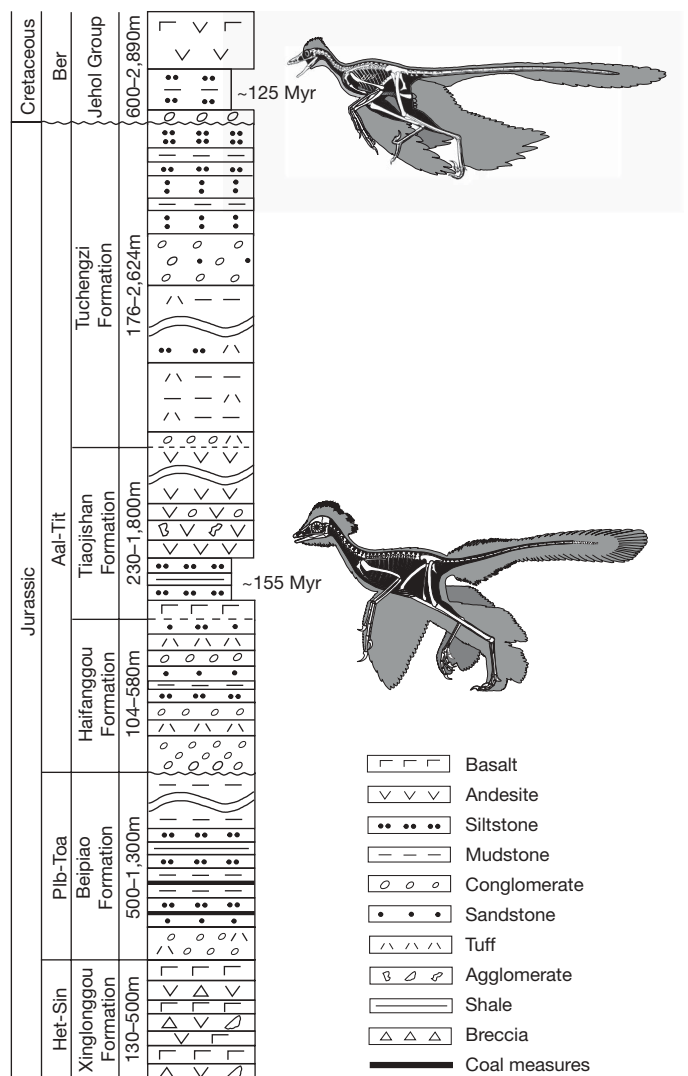 Cretaceous
Ber
Jehol Group
600–2,890m
~125 Myr
Jurassic
Aal-Tit
Tuchengzi
Formation
176–2,624m
Tiaojishan
Formation
230–1,800m
~155 Myr
Haifanggou
Formation
104–580m
Plb-Toa
Beipiao
Formation
500–1,300m
Het-Sin
Xinglonggou
Formation
130–500m
Basalt
Andesite
Siltstone
Mudstone
Conglomerate
Sandstone
Tuff
Agglomerate
Shale
Breccia
Coal measures